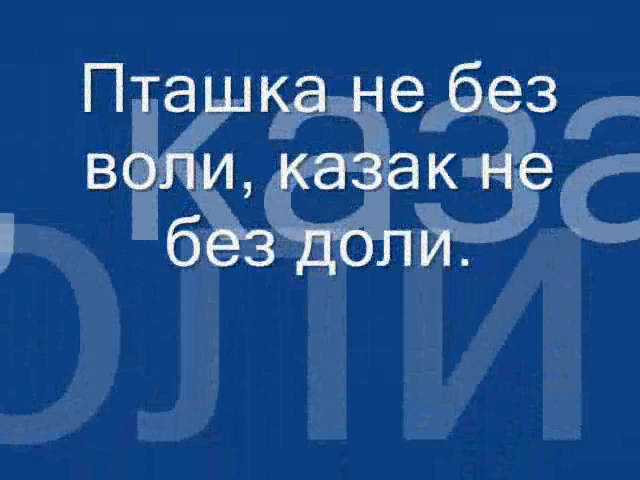 Пташка не без
воли, казак не
без доли.